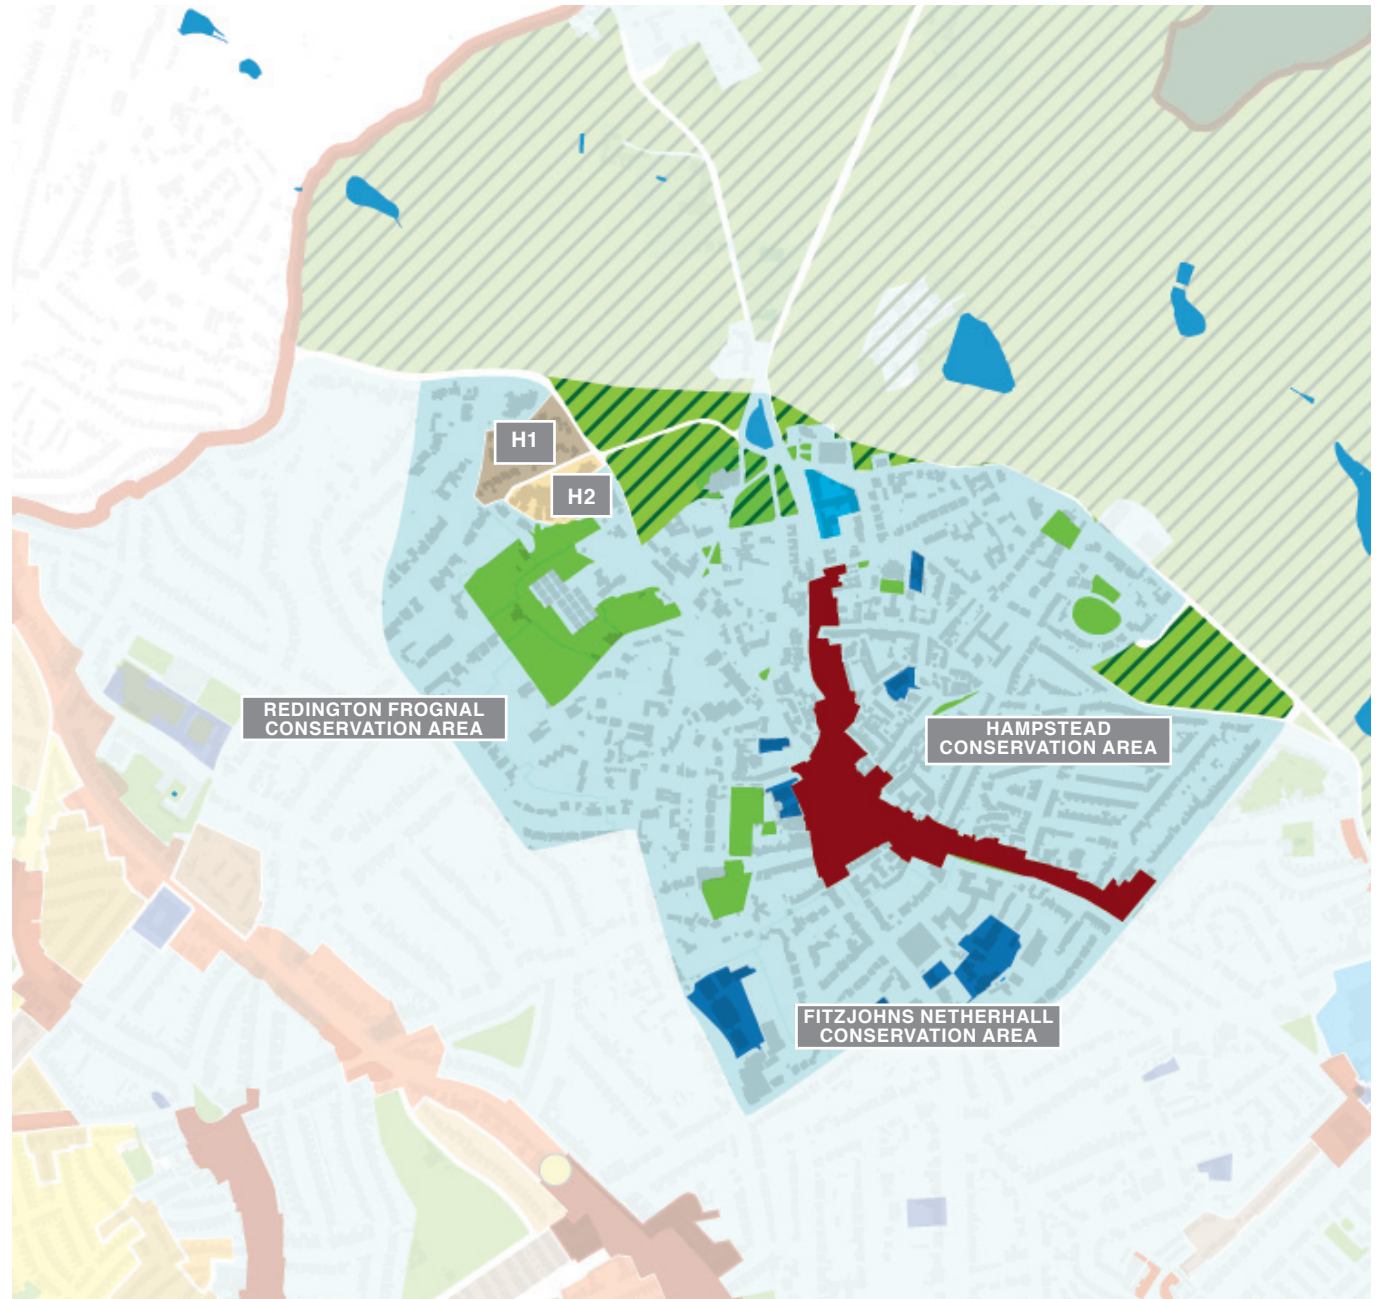 H1
H2
REDINGTON FROGNAL
CONSERVATION AREA
HAMPSTEAD
CONSERVATION AREA
FITZJOHNS NETHERHALL
CONSERVATION AREA